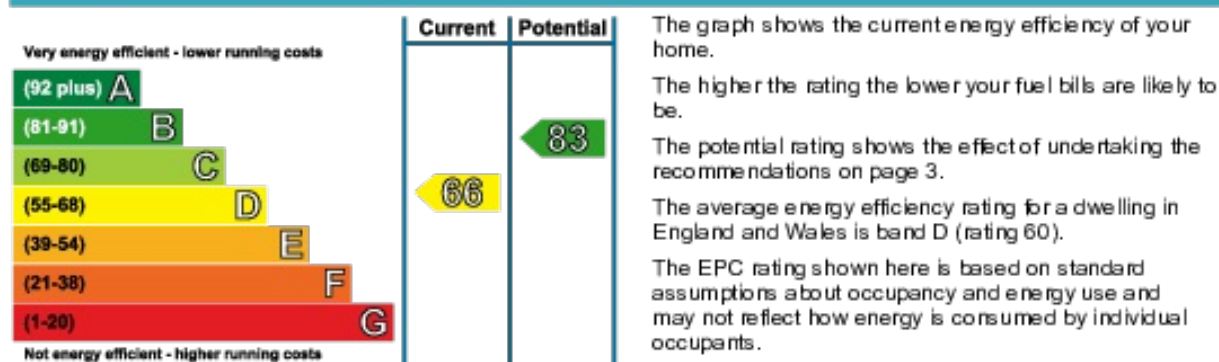 Current Potential
Very energy efficient - lower running costs
(92 plus) A
(81-91) B
(69-80) C
(55-68) D
(39-54) E
(21-38) F
(1-20) G
Not energy efficient - higher running costs
66
83
The graph shows the current energy efficiency of your
home.
The higher the rating the lower your fuel bills are likely to
be.
The potential rating shows the effect of undertaking the
recommendations on page 3.
The average energy efficiency rating for a dwelling in
England and Wales is band D (rating 60).
The EPC rating shown here is based on standard
assumptions about occupancy and energy use and
may not reflect how energy is consumed by individual
occupants.